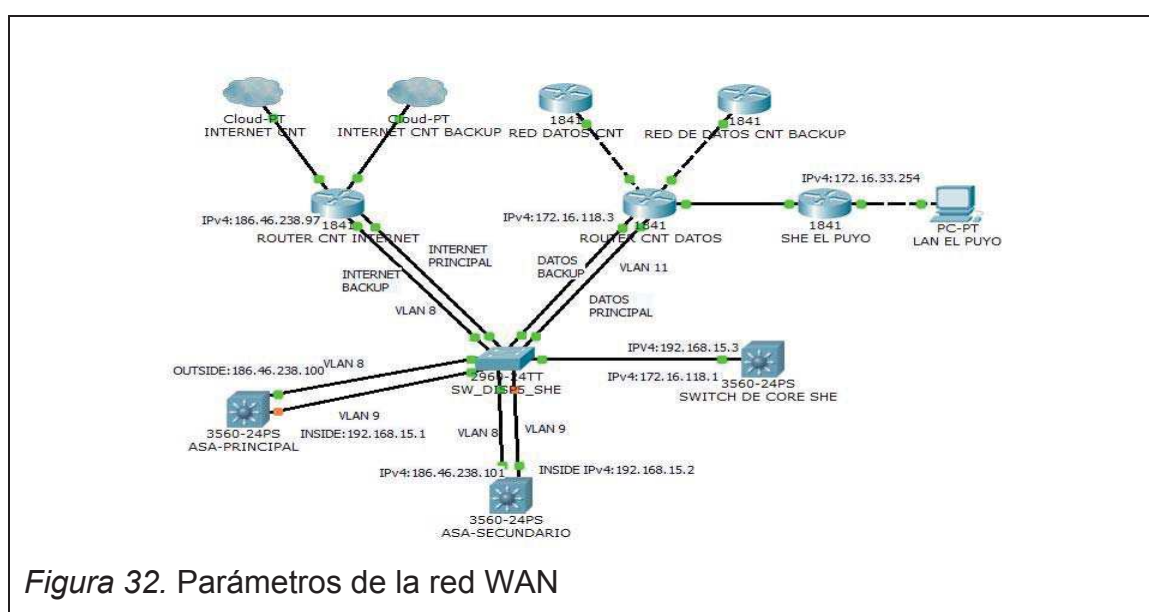 Cloud-PT
INTERNET CNT
Cloud-PT
INTERNET CNT BACKUP
1841
RED DATOS CNT
1841
RED DE DATOS CNT BACKUP
IPv4:186.46.238.97
1841
ROUTER CNT INTERNET
IPv4:172.16.118.3
1841
ROUTER CNT DATOS
IPv4:172.16.33.254
1841
SHE EL PUYO
PC-PT
LAN EL PUYO
INTERNET
PRINCIPAL
INTERNET
BACKUP
VLAN 8
DATOS
BACKUP
VLAN 11
DATOS
PRINCIPAL
OUTSIDE:186.46.238.100
VLAN 8
2960-24TT
IPv4:192.168.15.3
IPv4:172.16.118.1
3560-24PS
SWITCH DE CORE SHE
VLAN 9
INSIDE:192.168.15.1
3560-24PS
ASA-PRINCIPAL
VLAN 8
VLAN 9
IPv4:186.46.238.101
INSIDE IPv4:192.168.15.2
3560-24PS
ASA-SECUNDARIO
Figura 32. Parámetros de la red WAN